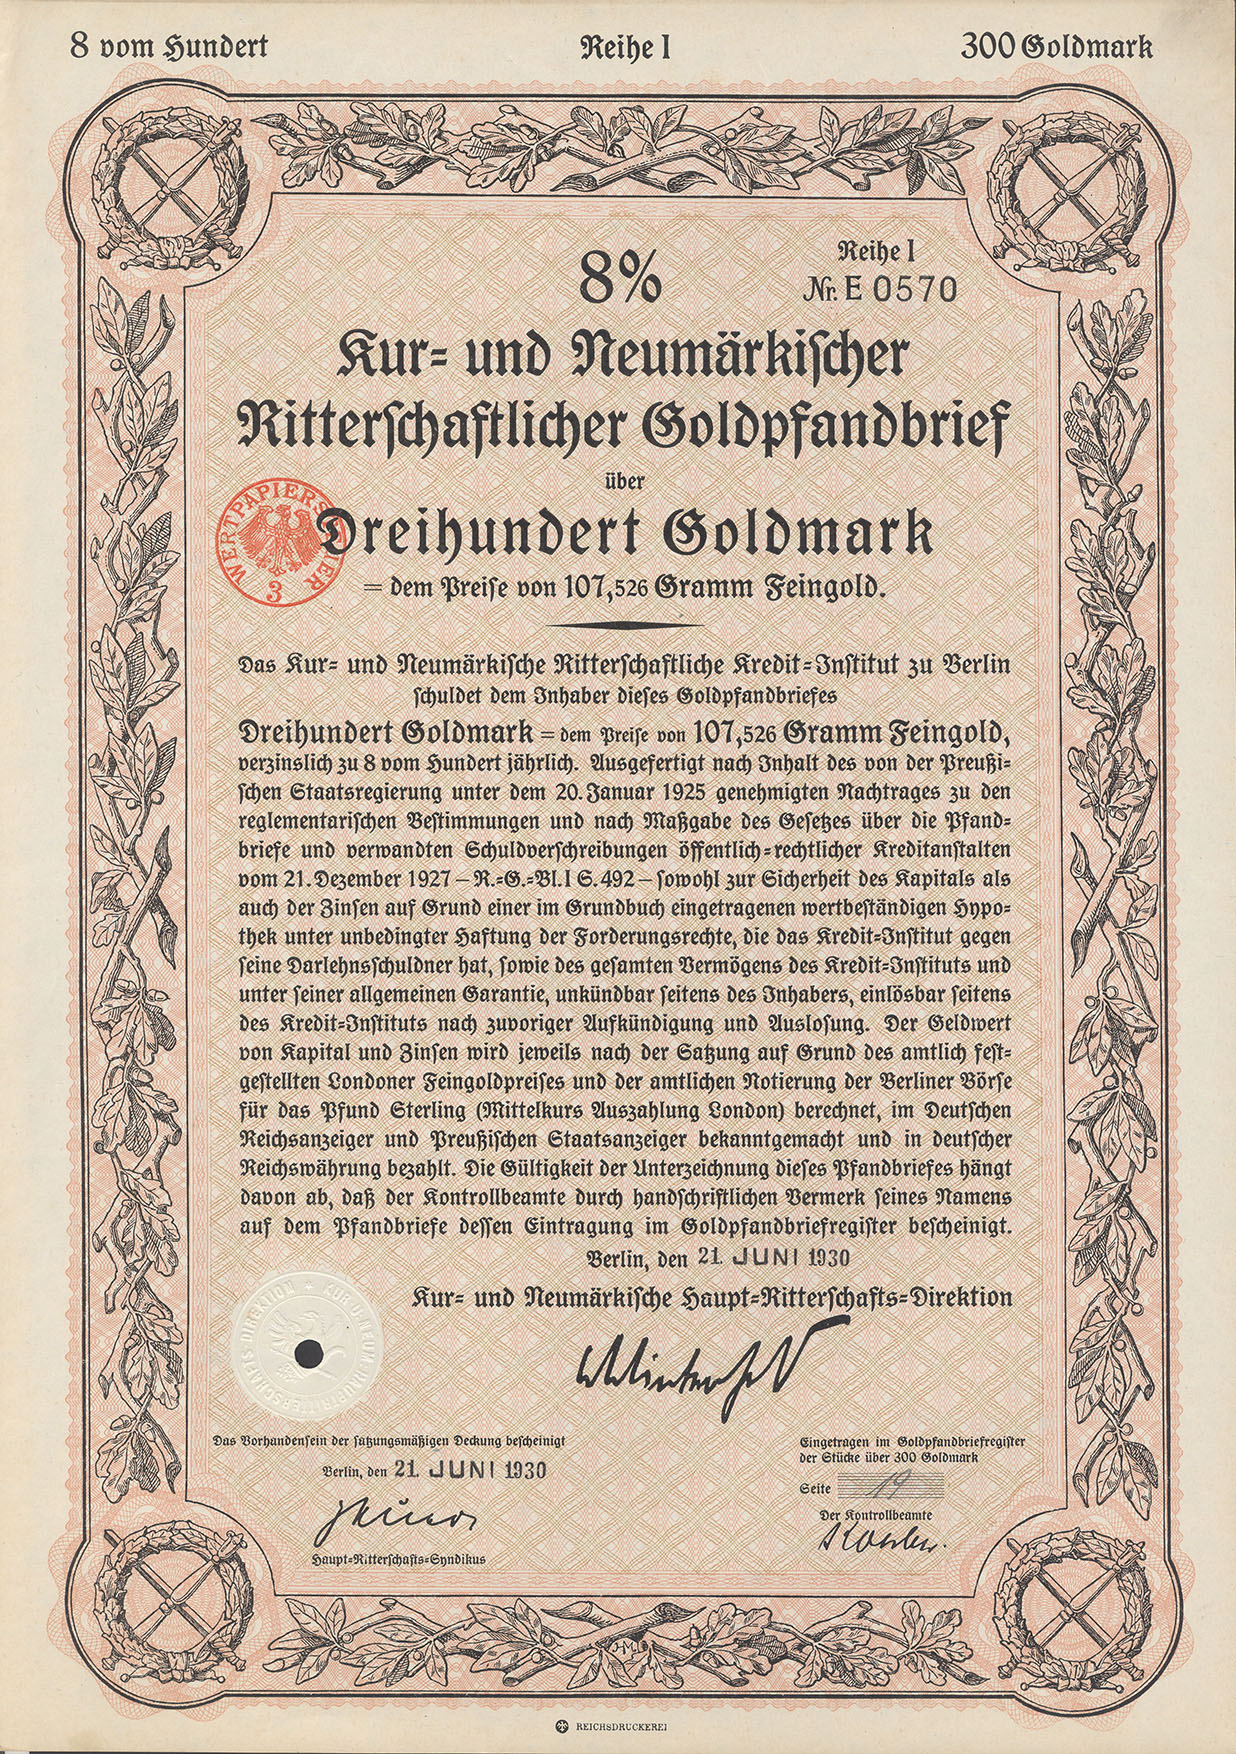 8 vom Hundert
Reihe I
300 Goldmark
Reihe I
8%
Nr. E 0570
Kur- und Neumärkischer
Ritterschaftlicher Goldpfandbrief
über
WERTPAPIERSTEUER
3
Dreihundert Goldmark
= dem Preise von 107,526 Gramm Feingold.
Das Kur- und Neumärkische Ritterschaftliche Kredit-Institut zu Berlin
schuldet dem Inhaber dieses Goldpfandbriefes
Dreihundert Goldmark = dem Preise von 107,526 Gramm Feingold,
verzinslich zu 8 vom Hundert jährlich. Ausgefertigt nach Inhalt des von der Preußi-
schen Staatsregierung unter dem 20. Januar 1925 genehmigten Nachtrages zu den
reglementarischen Bestimmungen und nach Maßgabe des Gesetzes über die Pfand-
briefe und verwandten Schuldverschreibungen öffentlich-rechtlicher Kreditanstalten
vom 21. Dezember 1927 – R.-G.-Bl. I S. 492 – sowohl zur Sicherheit des Kapitals als
auch der Zinsen auf Grund einer im Grundbuch eingetragenen wertbeständigen Hypo-
thek unter unbedingter Haftung der Forderungsrechte, die das Kredit-Institut gegen
seine Darlehnsschuldner hat, sowie des gesamten Vermögens des Kredit-Instituts und
unter seiner allgemeinen Garantie, unkündbar seitens des Inhabers, einlösbar seitens
des Kredit-Instituts nach zuvoriger Aufkündigung und Auslosung. Der Geldwert
von Kapital und Zinsen wird jeweils nach der Satzung auf Grund des amtlich fest-
gestellten Londoner Feingoldpreises und der amtlichen Notierung der Berliner Börse
für das Pfund Sterling (Mittelkurs Auszahlung London) berechnet, im Deutschen
Reichsanzeiger und Preußischen Staatsanzeiger bekanntgemacht und in deutscher
Reichswährung bezahlt. Die Gültigkeit der Unterzeichnung dieses Pfandbriefes hängt
davon ab, daß der Kontrollbeamte durch handschriftlichen Vermerk seines Namens
auf dem Pfandbriefe dessen Eintragung im Goldpfandbriefregister bescheinigt.
Berlin, den 21. JUNI 1930
Kur- und Neumärkische Haupt-Ritterschafts-Direktion
Das Vorhandensein der satzungsmäßigen Deckung bescheinigt
Berlin, den 21. JUNI 1930
Haupt-Ritterschafts-Syndikus
Eingetragen im Goldpfandbriefregister
der Stücke über 300 Goldmark
Seite 19
Der Kontrollbeamte
REICHSDRUCKEREI